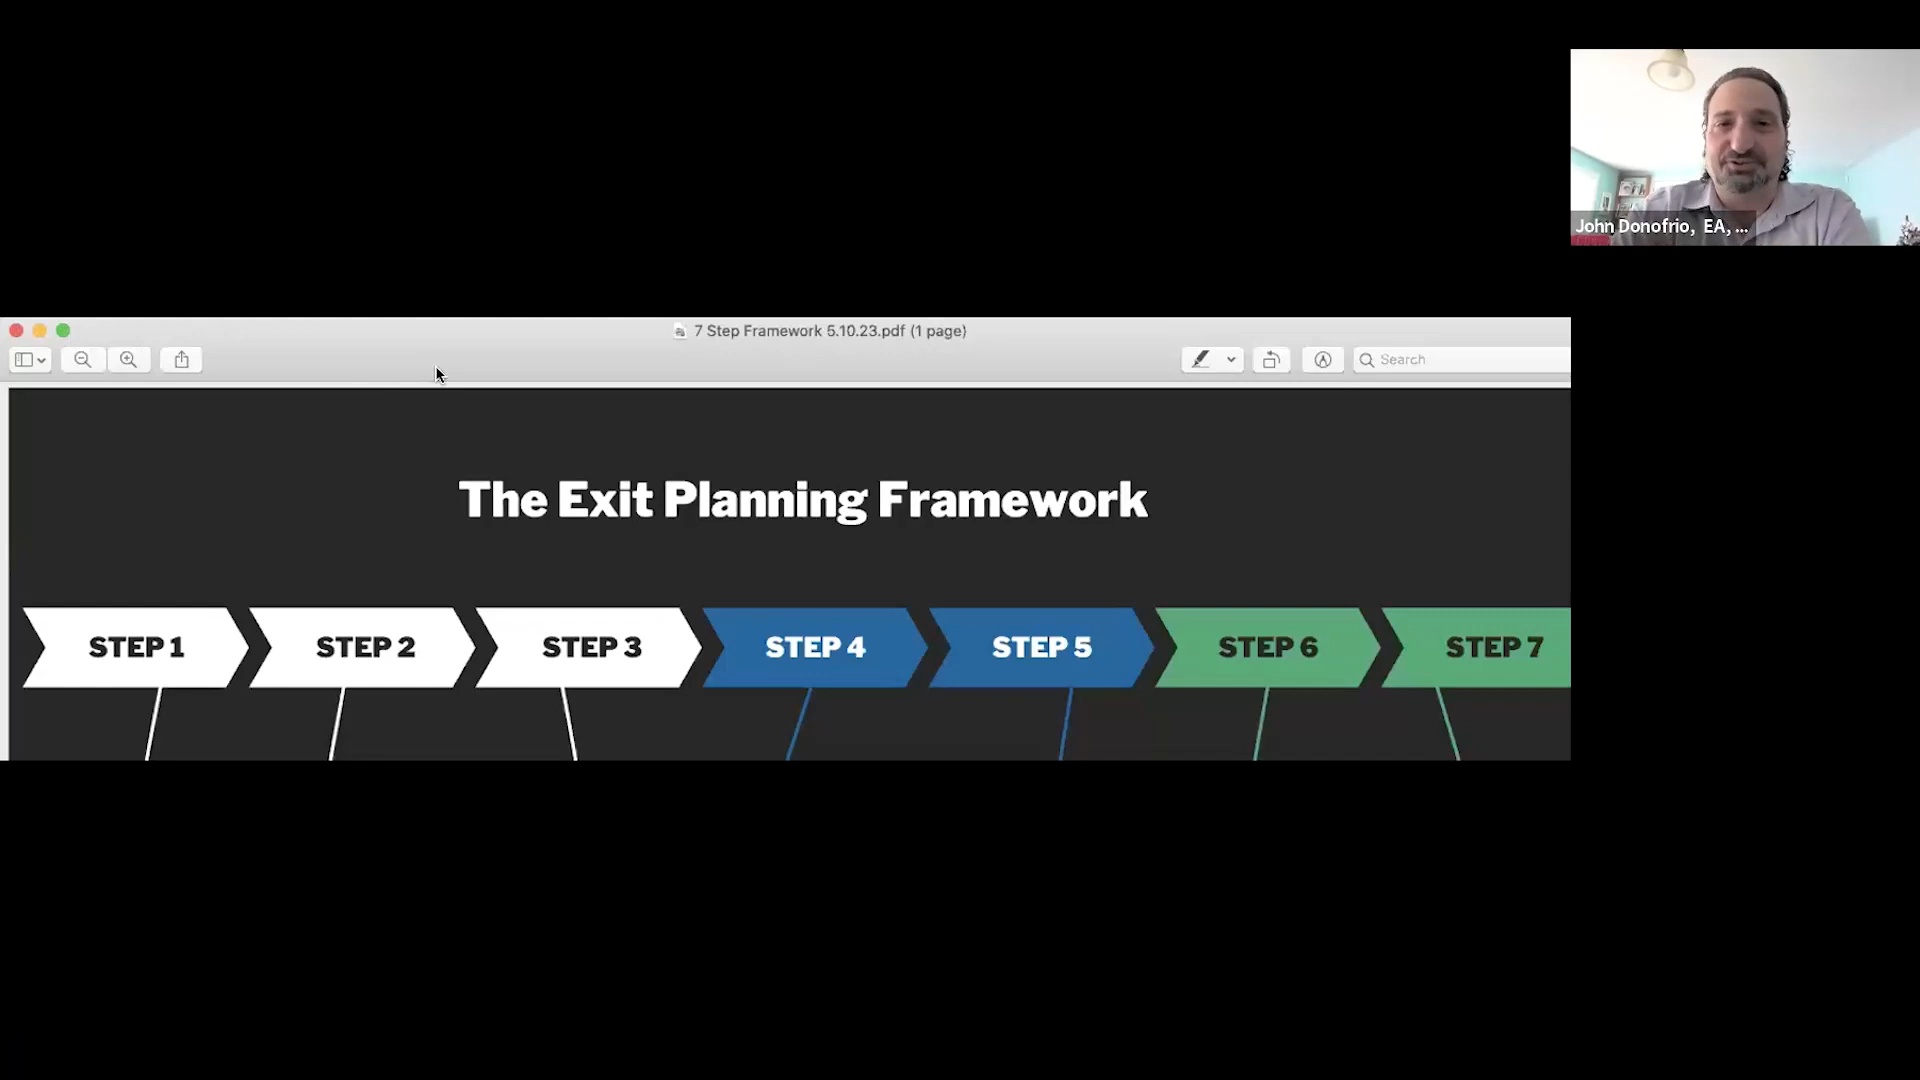 John Donofrio, EA, ...
7 Step Framework 5.10.23.pdf (1 page)
Search
The Exit Planning Framework
STEP 1
STEP 2
STEP 3
STEP 4
STEP 5
STEP 6
STEP 7